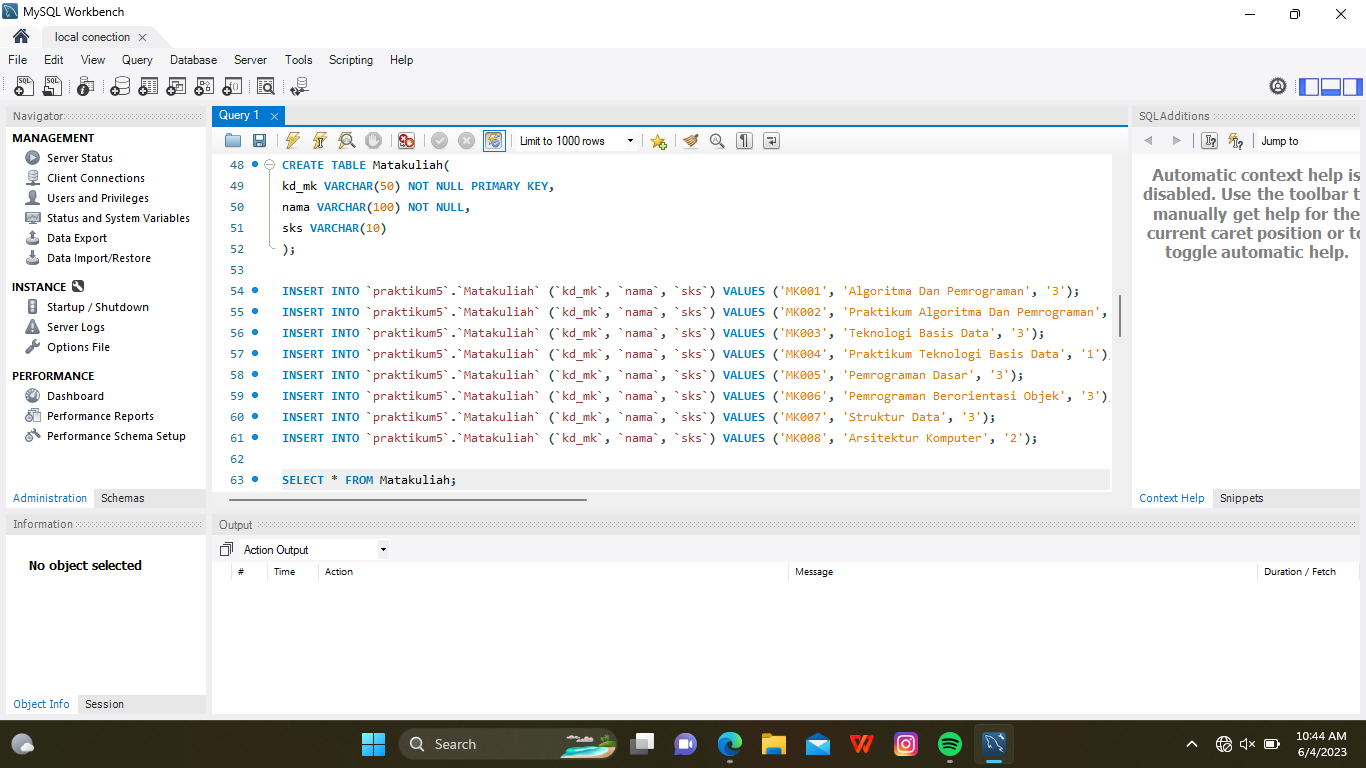 MySQL Workbench
local conection
File Edit View Query Database Server Tools Scripting Help
Navigator
MANAGEMENT
Server Status
Client Connections
Users and Privileges
Status and System Variables
Data Export
Data Import/Restore
INSTANCE
Startup / Shutdown
Server Logs
Options File
PERFORMANCE
Dashboard
Performance Reports
Performance Schema Setup
Administration Schemas
Information
No object selected
Object Info Session
Query 1
Limit to 1000 rows
48 CREATE TABLE Matakuliah(
49 kd_mk VARCHAR(50) NOT NULL PRIMARY KEY,
50 nama VARCHAR(100) NOT NULL,
51 sks VARCHAR(10)
52 );
53
54 INSERT INTO `praktikum5`.`Matakuliah` (`kd_mk`, `nama`, `sks`) VALUES ('MK001', 'Algoritma Dan Pemrograman', '3');
55 INSERT INTO `praktikum5`.`Matakuliah` (`kd_mk`, `nama`, `sks`) VALUES ('MK002', 'Praktikum Algoritma Dan Pemrograman',
56 INSERT INTO `praktikum5`.`Matakuliah` (`kd_mk`, `nama`, `sks`) VALUES ('MK003', 'Teknologi Basis Data', '3');
57 INSERT INTO `praktikum5`.`Matakuliah` (`kd_mk`, `nama`, `sks`) VALUES ('MK004', 'Praktikum Teknologi Basis Data', '1')
58 INSERT INTO `praktikum5`.`Matakuliah` (`kd_mk`, `nama`, `sks`) VALUES ('MK005', 'Pemrograman Dasar', '3');
59 INSERT INTO `praktikum5`.`Matakuliah` (`kd_mk`, `nama`, `sks`) VALUES ('MK006', 'Pemrograman Berorientasi Objek', '3')
60 INSERT INTO `praktikum5`.`Matakuliah` (`kd_mk`, `nama`, `sks`) VALUES ('MK007', 'Struktur Data', '3');
61 INSERT INTO `praktikum5`.`Matakuliah` (`kd_mk`, `nama`, `sks`) VALUES ('MK008', 'Arsitektur Komputer', '2');
62
63 SELECT * FROM Matakuliah;
SQLAdditions
Jump to
Automatic context help is
disabled. Use the toolbar t
manually get help for the
current caret position or to
toggle automatic help.
Context Help Snippets
Output
Action Output
# Time Action Message Duration / Fetch
Search
10:44 AM
6/4/2023